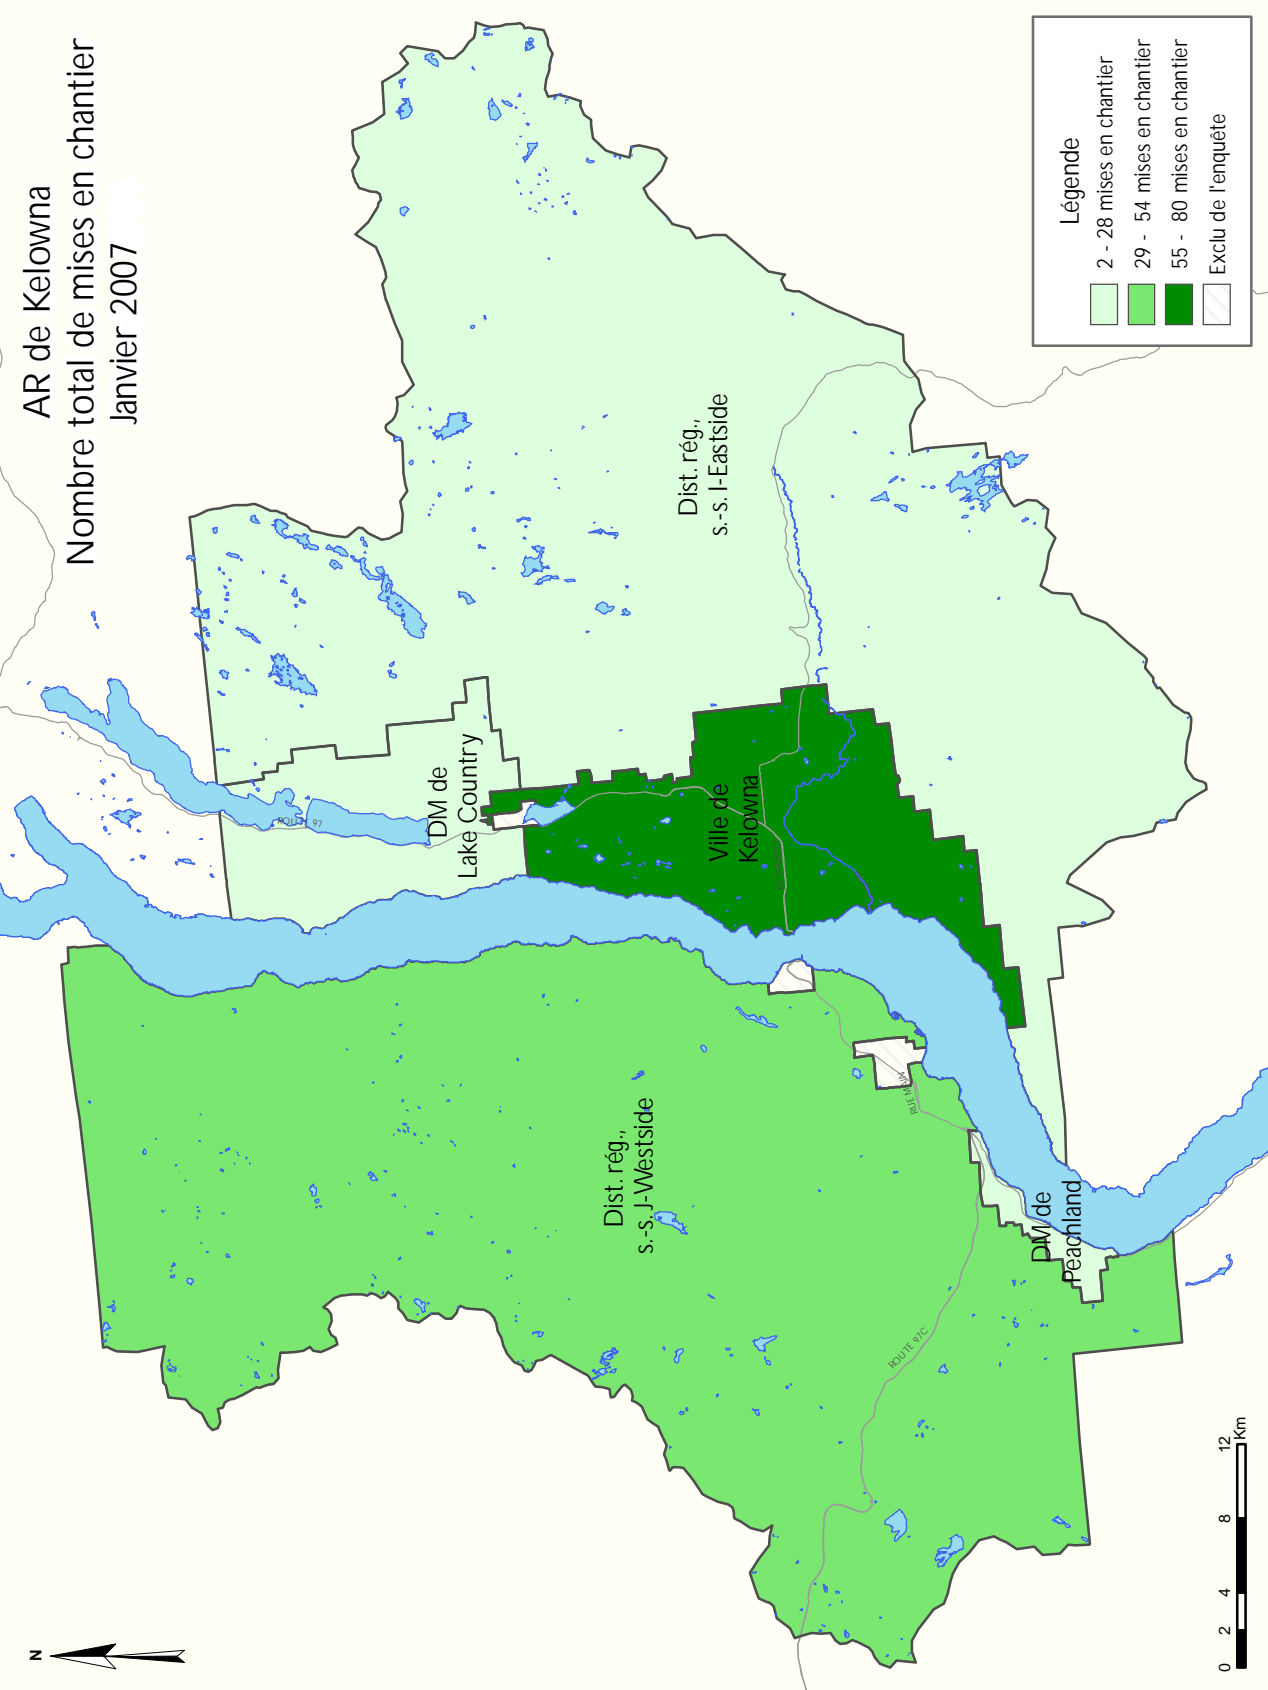 AR de Kelowna
Nombre total de mises en chantier
Janvier 2007
Légende
2 - 28 mises en chantier
29 - 54 mises en chantier
55 - 80 mises en chantier
Exclu de l'enquête
Dist. rég.,
s.-s. I-Eastside
DM de
Lake Country
ROUTE 97
Ville de
Kelowna
Dist. rég.,
s.-s. J-Westside
RUE MAIN
DM de
Peachland
ROUTE 97C
N
0 2 4 8 12
Km